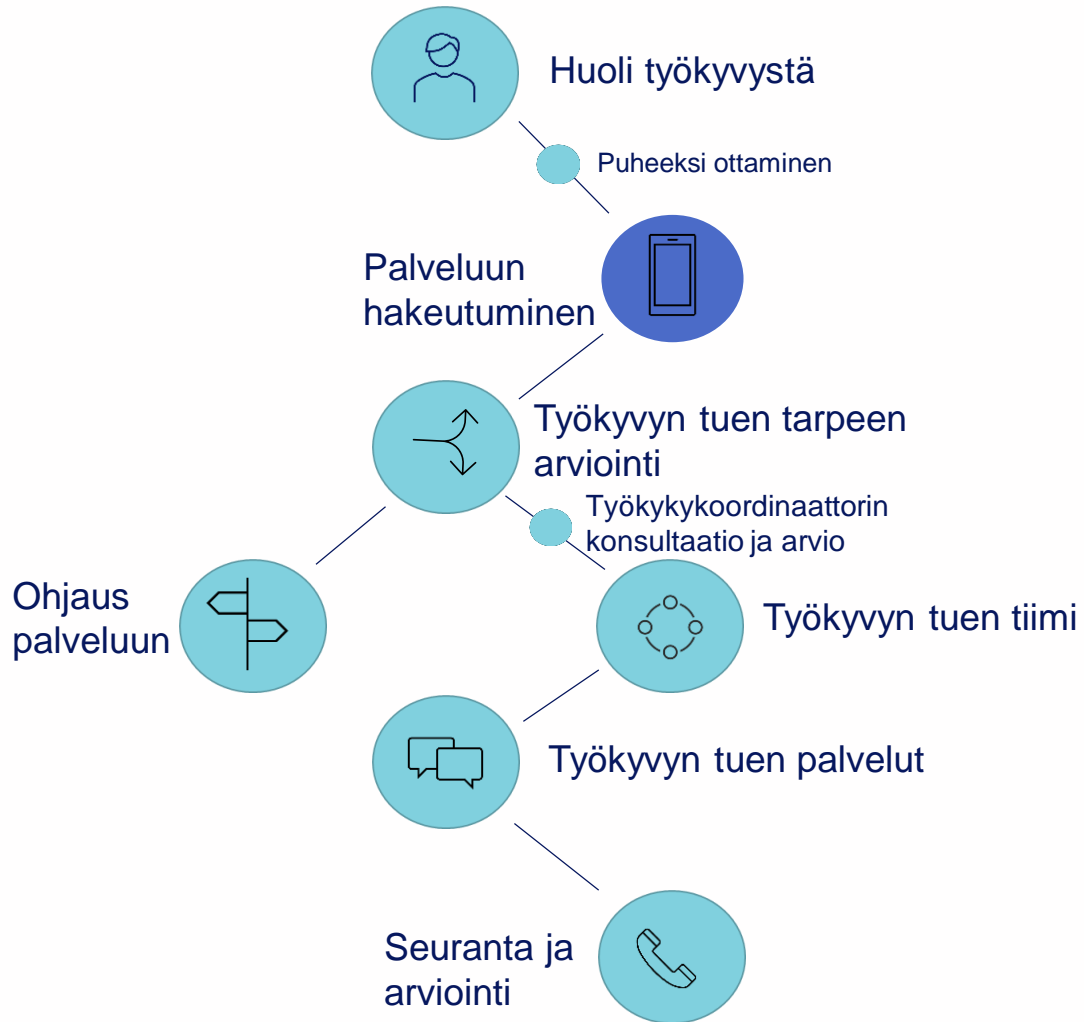 Huoli työkyvystä
Puheeksi ottaminen
Palveluun
hakeutuminen
Työkyvyn tuen tarpeen
arviointi
Työkykykoordinaattorin
konsultaatio ja arvio
Ohjaus
palveluun
Työkyvyn tuen tiimi
Työkyvyn tuen palvelut
Seuranta ja
arviointi